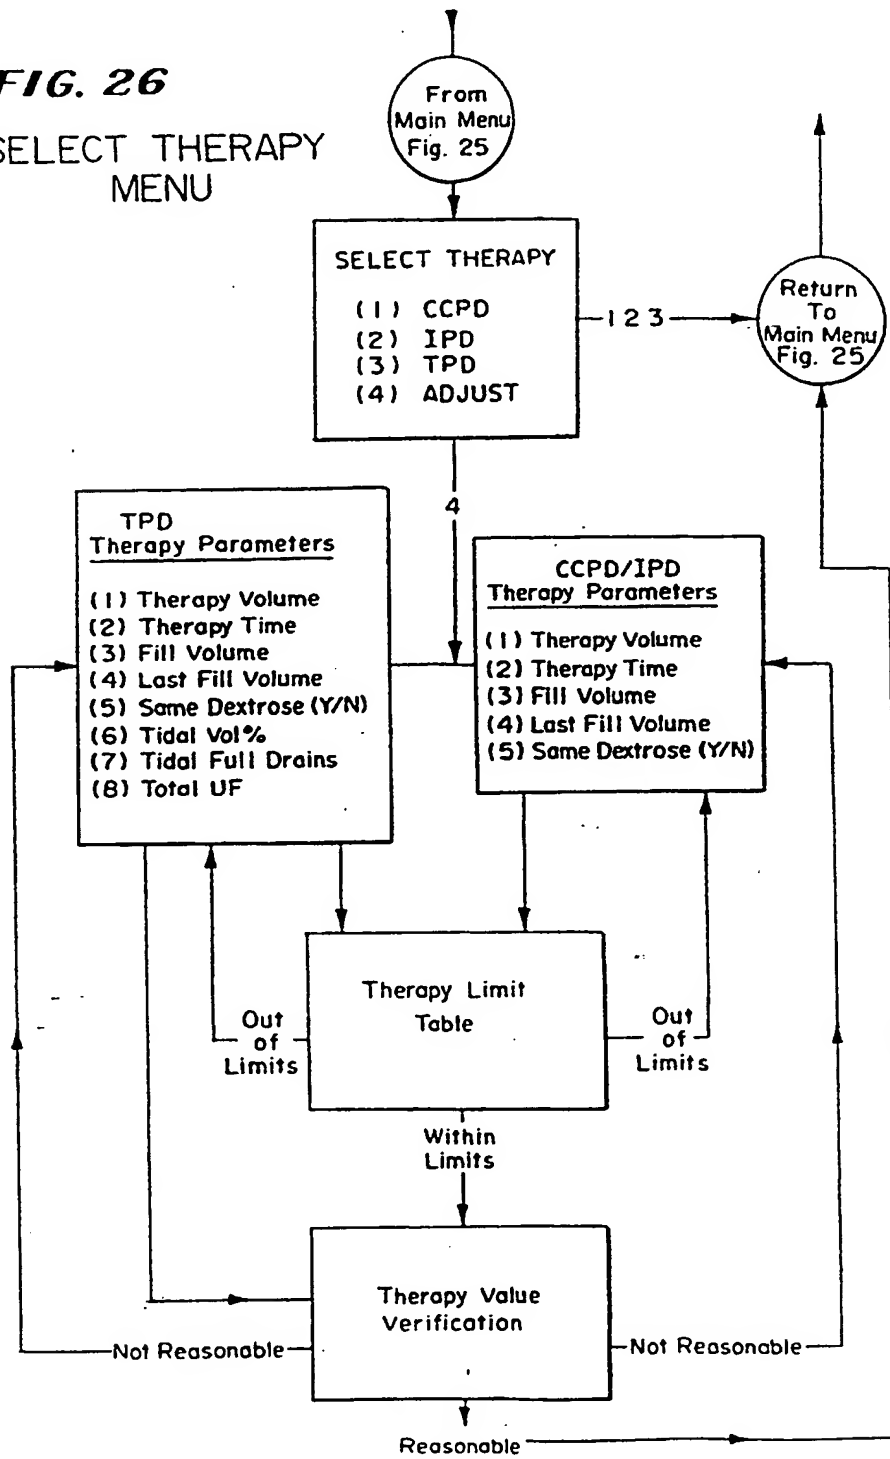 FIG. 26
SELECT THERAPY
MENU
From
Main Menu
Fig. 25
SELECT THERAPY
(1) CCPD
(2) IPD
(3) TPD
(4) ADJUST
1 2 3
Return
To
Main Menu
Fig. 25
4
TPD
Therapy Parameters
(1) Therapy Volume
(2) Therapy Time
(3) Fill Volume
(4) Last Fill Volume
(5) Same Dextrose (Y/N)
(6) Tidal Vol%
(7) Tidal Full Drains
(8) Total UF
CCPD/IPD
Therapy Parameters
(1) Therapy Volume
(2) Therapy Time
(3) Fill Volume
(4) Last Fill Volume
(5) Same Dextrose (Y/N)
Therapy Limit
Table
Out
of
Limits
Out
of
Limits
Within
Limits
Therapy Value
Verification
Not Reasonable
Not Reasonable
Reasonable